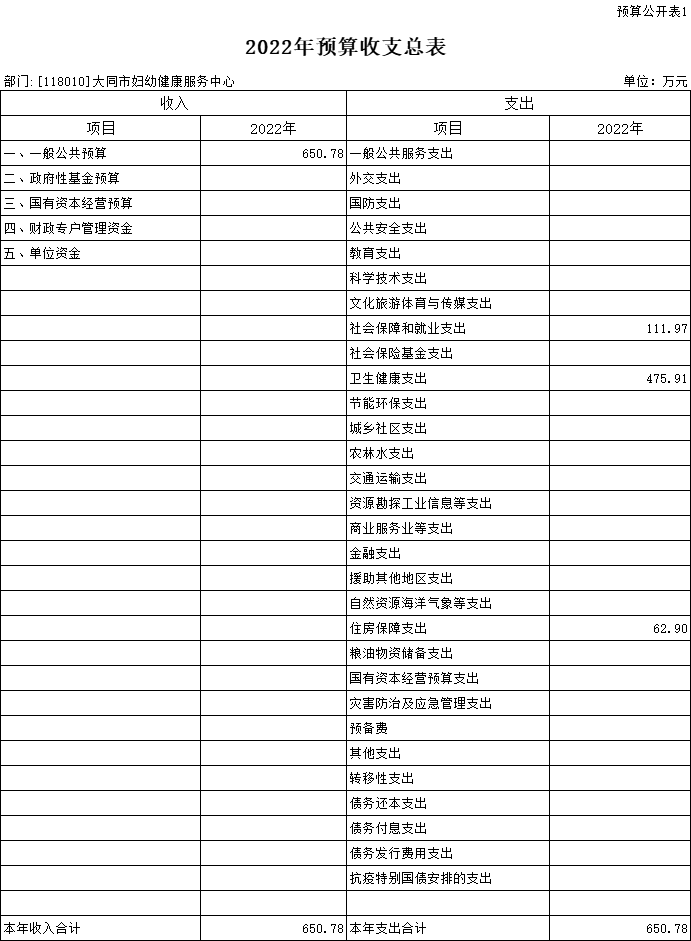 预算公开表1
2022年预算收支总表
部门:[118010]大同市妇幼健康服务中心 单位：万元
收入 支出
项目 2022年 项目 2022年
一、一般公共预算 650.78 一般公共服务支出
二、政府性基金预算 外交支出
三、国有资本经营预算 国防支出
四、财政专户管理资金 公共安全支出
五、单位资金 教育支出
科学技术支出
文化旅游体育与传媒支出
社会保障和就业支出 111.97
社会保险基金支出
卫生健康支出 475.91
节能环保支出
城乡社区支出
农林水支出
交通运输支出
资源勘探工业信息等支出
商业服务业等支出
金融支出
援助其他地区支出
自然资源海洋气象等支出
住房保障支出 62.90
粮油物资储备支出
国有资本经营预算支出
灾害防治及应急管理支出
预备费
其他支出
转移性支出
债务还本支出
债务付息支出
债务发行费用支出
抗疫特别国债安排的支出
本年收入合计 650.78 本年支出合计 650.78